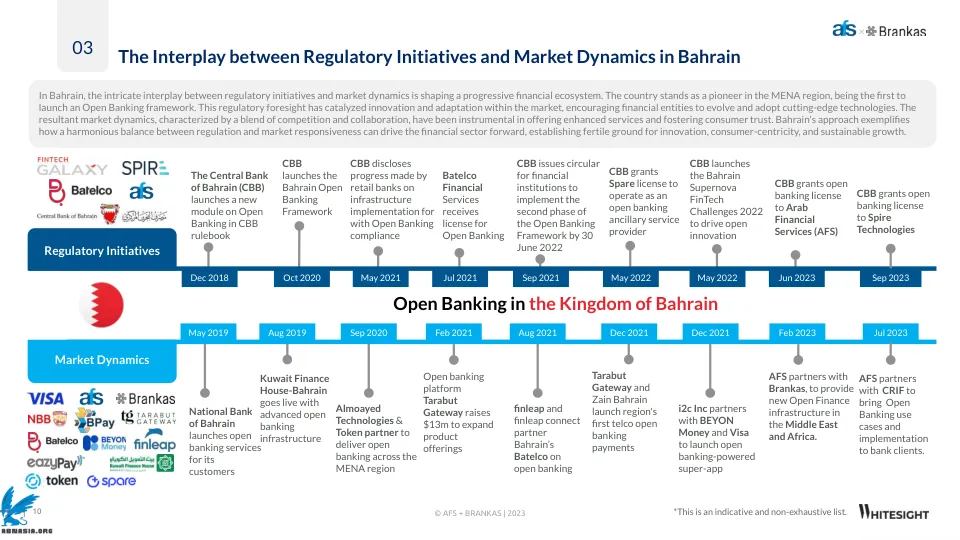 03
The Interplay between Regulatory Initiatives and Market Dynamics in Bahrain
afs × Brankas
In Bahrain, the intricate interplay between regulatory initiatives and market dynamics is shaping a progressive financial ecosystem. The country stands as a pioneer in the MENA region, being the first to
launch an Open Banking framework. This regulatory foresight has catalyzed innovation and adaptation within the market, encouraging financial entities to evolve and adopt cutting-edge technologies. The
resultant market dynamics, characterized by a blend of competition and collaboration, have been instrumental in offering enhanced services and fostering consumer trust. Bahrain's approach exemplifies
how a harmonious balance between regulation and market responsiveness can drive the financial sector forward, establishing fertile ground for innovation, consumer-centricity, and sustainable growth.
FINTECH
GALAXY
SPIRE
Batelco
afs
Central Bank of Bahrain
مصرف البحرين المركزي
Regulatory Initiatives
The Central Bank
of Bahrain (CBB)
launches a new
module on Open
Banking in CBB
rulebook
Dec 2018
CBB
launches the
Bahrain Open
Banking
Framework
Oct 2020
CBB discloses
progress made by
retail banks on
infrastructure
implementation for
with Open Banking
compliance
May 2021
Batelco
Financial
Services
receives
license for
Open Banking
Jul 2021
CBB issues circular
for financial
institutions to
implement the
second phase of
the Open Banking
Framework by 30
June 2022
Sep 2021
CBB grants
Spare license to
operate as an
open banking
ancillary service
provider
May 2022
CBB launches
the Bahrain
Supernova
FinTech
Challenges 2022
to drive open
innovation
May 2022
CBB grants open
banking license
to Arab
Financial
Services (AFS)
Jun 2023
CBB grants open
banking license
to Spire
Technologies
Sep 2023
Open Banking in the Kingdom of Bahrain
Market Dynamics
May 2019
National Bank
of Bahrain
launches open
banking services
for its
customers
Aug 2019
Kuwait Finance
House-Bahrain
goes live with
advanced open
banking
infrastructure
Sep 2020
Almoayed
Technologies &
Token partner to
deliver open
banking across the
MENA region
Feb 2021
Open banking
platform
Tarabut
Gateway raises
$13m to expand
product
offerings
Aug 2021
finleap and
finleap connect
partner
Bahrain's
Batelco on
open banking
Dec 2021
Tarabut
Gateway and
Zain Bahrain
launch region's
first telco open
banking
payments
Dec 2021
i2c Inc partners
with BEYON
Money and Visa
to launch open
banking-powered
super-app
Feb 2023
AFS partners with
Brankas, to provide
new Open Finance
infrastructure in
the Middle East
and Africa.
Jul 2023
AFS partners
with CRIF to
bring Open
Banking use
cases and
implementation
to bank clients.
VISA
afs
Brankas
NBB
BPay
tg TARABUT
GATEWAY
Batelco
BEYON
Money
finleap
eazyPay
بيت التمويل الكويتي
Kuwait Finance House
token
spare
ABMASIA.ORG
10
© AFS + BRANKAS | 2023
*This is an indicative and non-exhaustive list.
WHITESIGHT